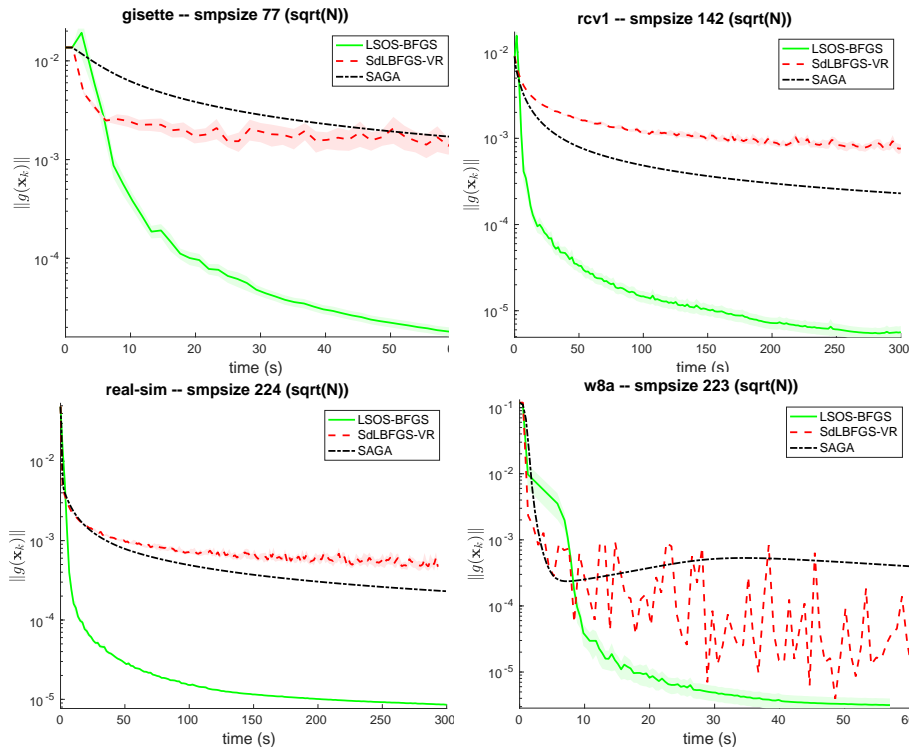 gisette -- smpsize 77 (sqrt(N))
LSOS-BFGS
SdLBFGS-VR
SAGA
10^-2
10^-3
10^-4
||g(x_k)||
0 10 20 30 40 50 60
time (s)
rcv1 -- smpsize 142 (sqrt(N))
LSOS-BFGS
SdLBFGS-VR
SAGA
10^-2
10^-3
10^-4
10^-5
||g(x_k)||
0 50 100 150 200 250 300
time (s)
real-sim -- smpsize 224 (sqrt(N))
LSOS-BFGS
SdLBFGS-VR
SAGA
10^-2
10^-3
10^-4
10^-5
||g(x_k)||
0 50 100 150 200 250 300
time (s)
w8a -- smpsize 223 (sqrt(N))
LSOS-BFGS
SdLBFGS-VR
SAGA
10^-1
10^-2
10^-3
10^-4
10^-5
||g(x_k)||
0 10 20 30 40 50 60
time (s)